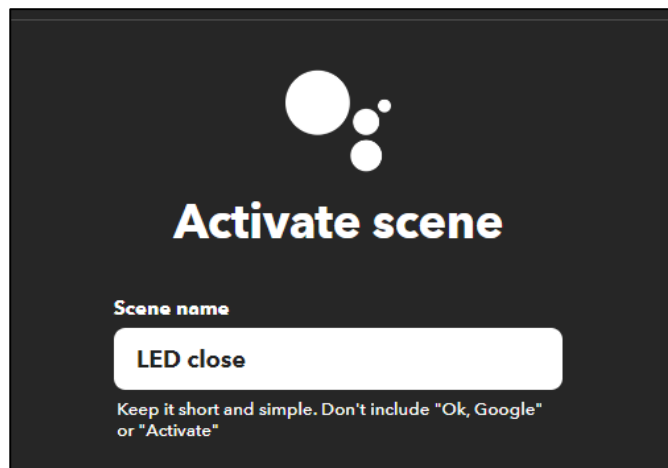 Activate scene
Scene name
LED close
Keep it short and simple. Don't include "Ok, Google"
or "Activate"